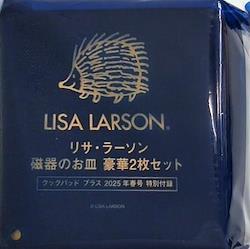 LISA LARSON®
リサ・ラーソン
磁器のお皿 豪華2枚セット
クックパッド プラス 2025年春号 特別付録
© LISA LARSON